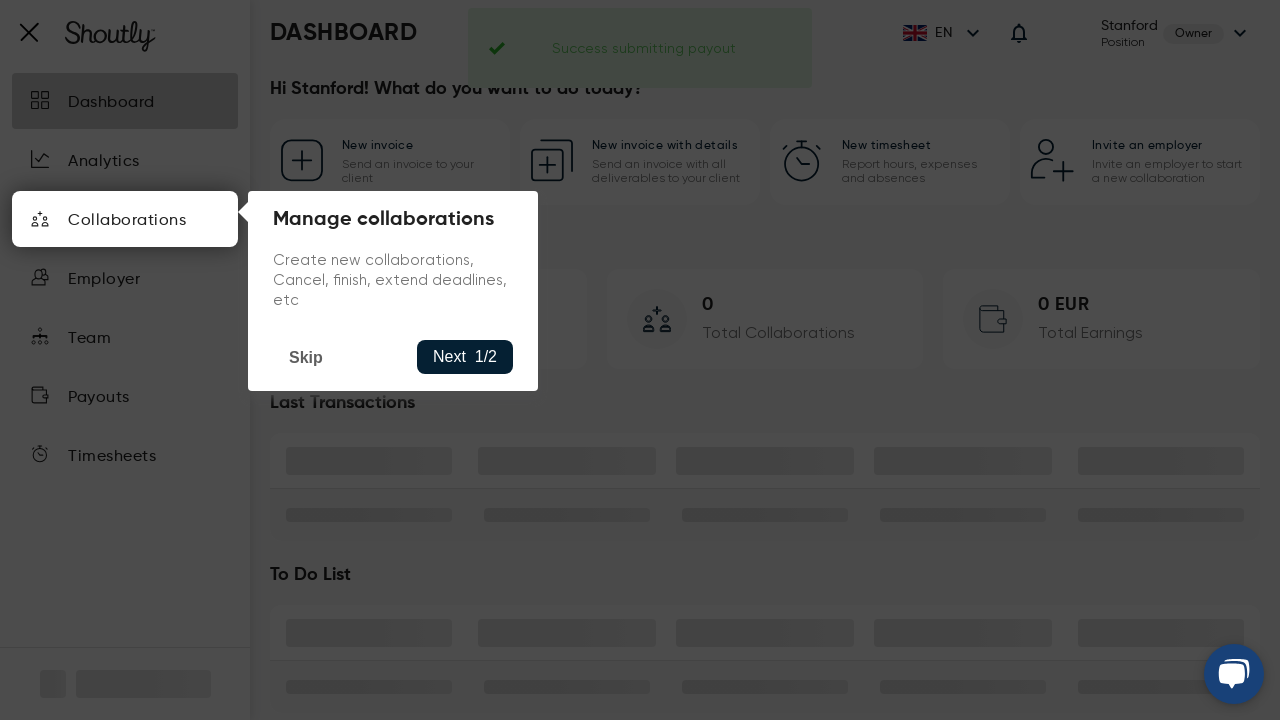 Shoutly
DASHBOARD
Success submitting payout
EN
Stanford
Position
Owner
Hi Stanford! What do you want to do today?
Dashboard
Analytics
Collaborations
Employer
Team
Payouts
Timesheets
New invoice
Send an invoice to your
client
New invoice with details
Send an invoice with all
deliverables to your client
New timesheet
Report hours, expenses
and absences
Invite an employer
Invite an employer to start
a new collaboration
Manage collaborations
Create new collaborations,
Cancel, finish, extend deadlines,
etc
Skip
Next 1/2
0
Total Collaborations
0 EUR
Total Earnings
Last Transactions
To Do List